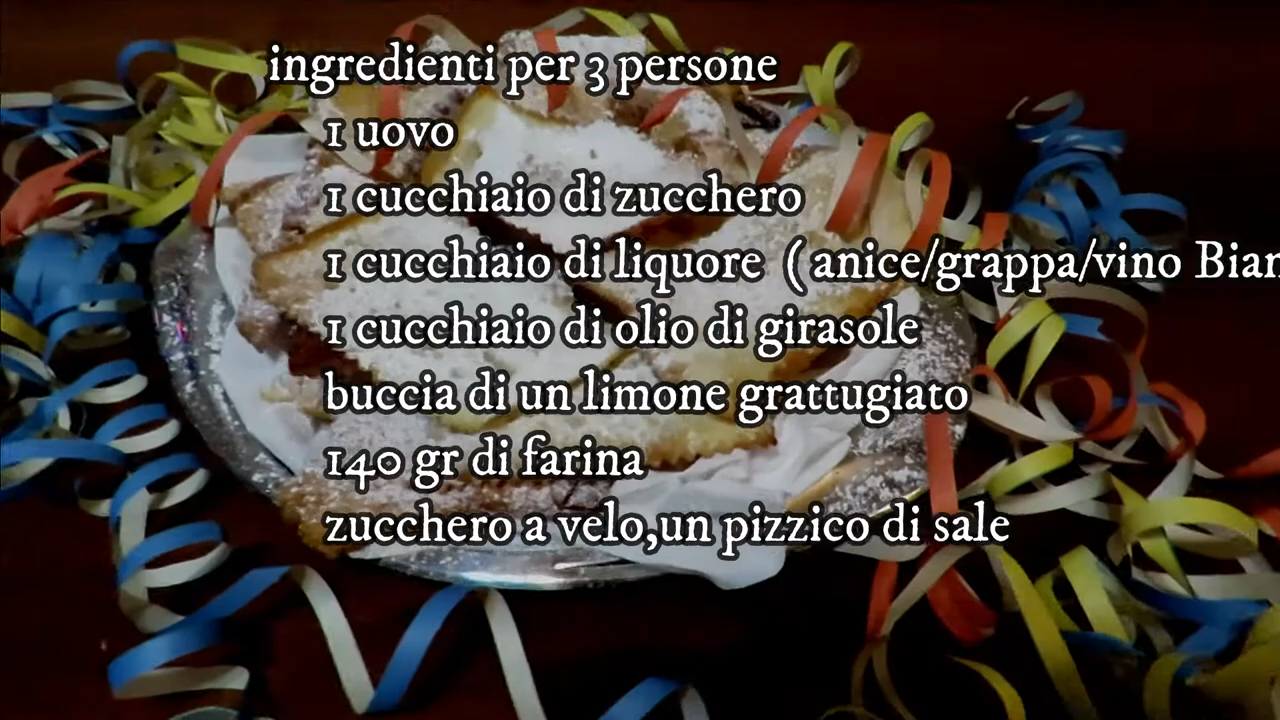 ingredienti per 3 persone
1 uovo
1 cucchiaio di zucchero
1 cucchiaio di liquore ( anice/grappa/vino Bian
1 cucchiaio di olio di girasole
buccia di un limone grattugiato
140 gr di farina
zucchero a velo,un pizzico di sale